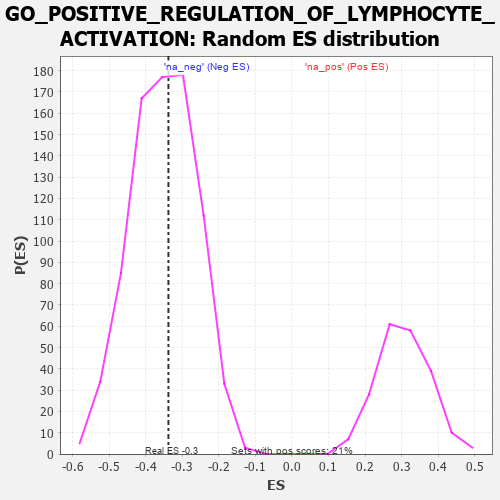 GO_POSITIVE_REGULATION_OF_LYMPHOCYTE_
ACTIVATION: Random ES distribution
'na_neg' (Neg ES) 'na_pos' (Pos ES)
180
170
160
150
140
130
120
110
100
90
80
70
60
50
40
30
20
10
0
P(ES)
Real ES -0.3 Sets with pos scores: 21%
-0.6 -0.5 -0.4 -0.3 -0.2 -0.1 0.0 0.1 0.2 0.3 0.4 0.5
ES